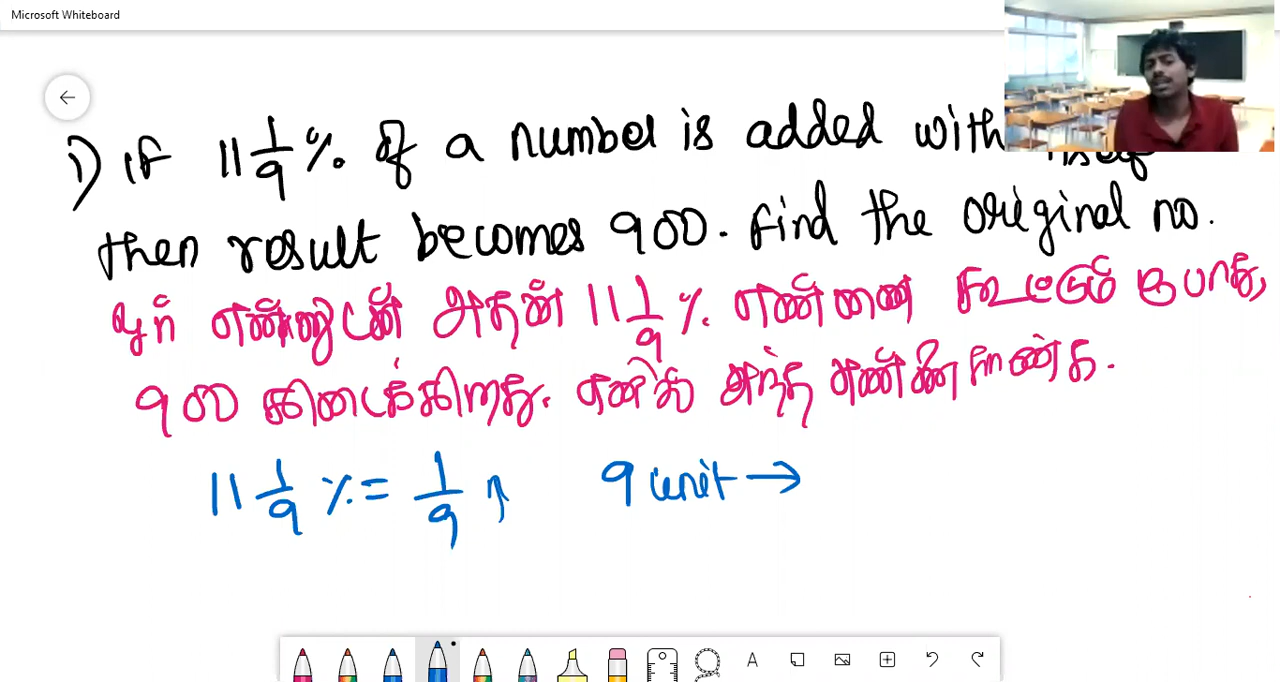 Microsoft Whiteboard
1) If 11 1/9 %. of a number is added with itself
then result becomes 900. Find the original no.
ஓர் எண்ணுடன் அதன் 11 1/9 %. எண்ணை கூட்டும் போது,
900 கிடைக்கிறது. எனில் அந்த எண்ணை காண்க.
11 1/9 %. = 1/9 ↑ 9 unit →
A